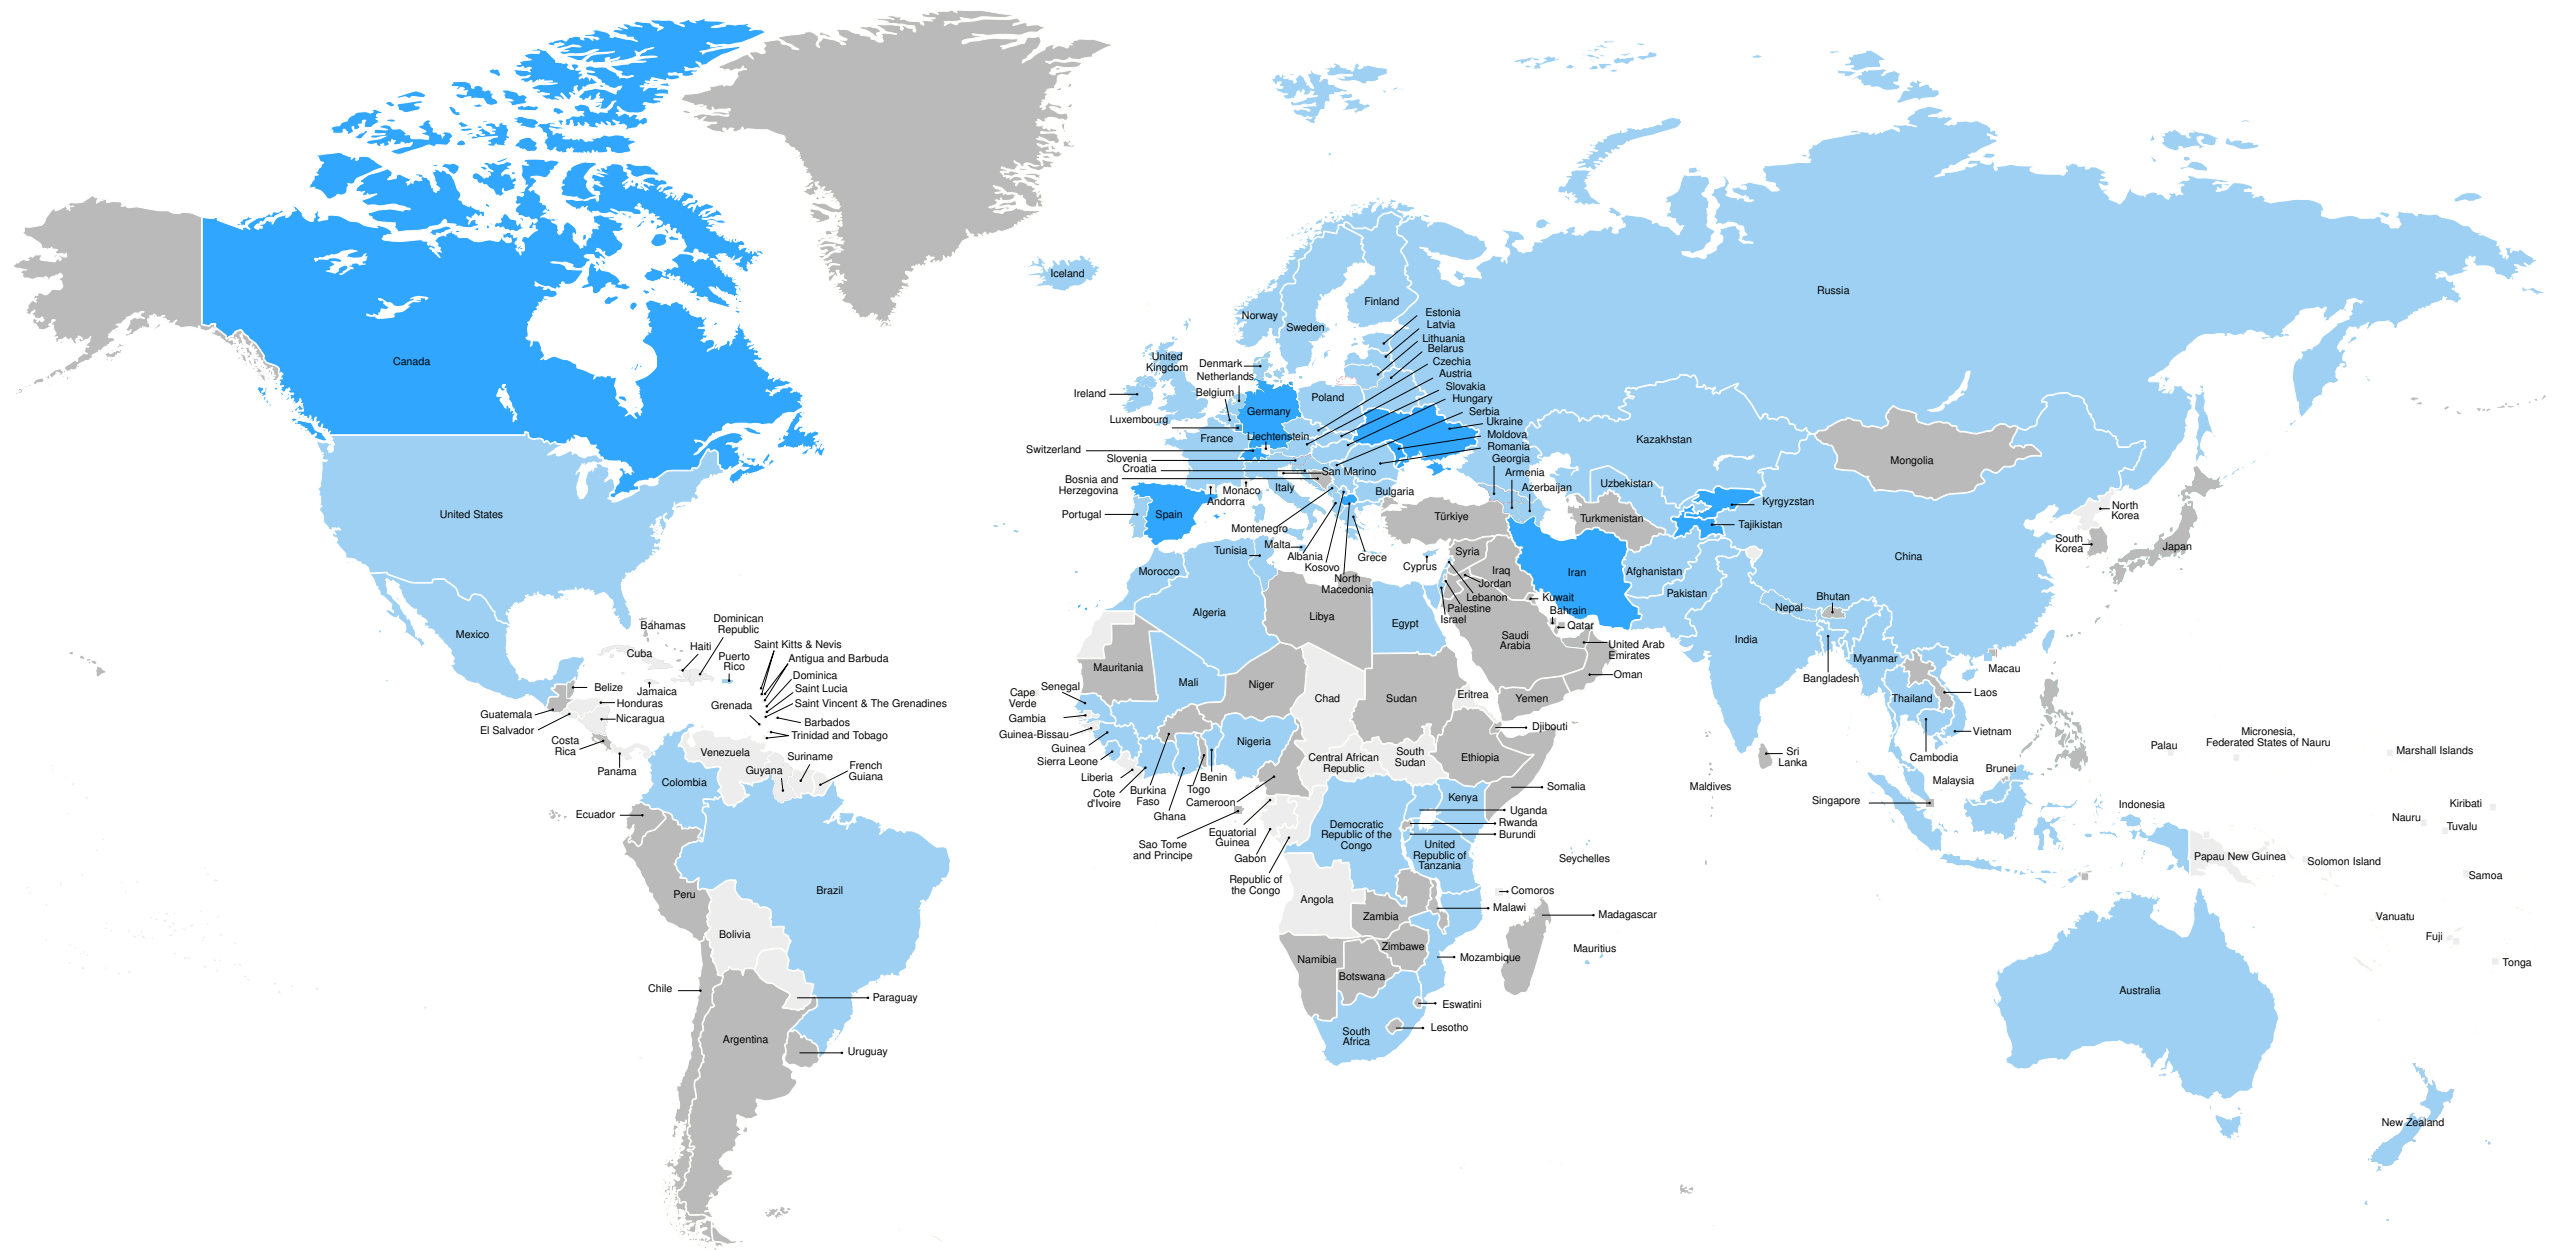 Canada
United States
Mexico
Iceland
Norway
Sweden
Finland
Russia
Estonia
Latvia
Lithuania
Belarus
Czechia
Austria
Slovakia
Hungary
Serbia
Ukraine
Moldova
Romania
Georgia
Armenia
Azerbaijan
United
Kingdom
Denmark
Netherlands
Belgium
Ireland
Luxembourg
Germany
Poland
France
Liechtenstein
Switzerland
Slovenia
Croatia
Bosnia and
Herzegovina
San Marino
Monaco
Andorra
Italy
Bulgaria
Portugal
Spain
Montenegro
Albania
Kosovo
North
Macedonia
Grece
Malta
Tunisia
Cyprus
Türkiye
Syria
Iraq
Jordan
Lebanon
Palestine
Israel
Kuwait
Bahrain
Qatar
Saudi
Arabia
United Arab
Emirates
Oman
Yemen
Iran
Kazakhstan
Uzbekistan
Turkmenistan
Kyrgyzstan
Tajikistan
Afghanistan
Pakistan
Mongolia
China
North
Korea
South
Korea
Japan
Nepal
Bhutan
India
Bangladesh
Myanmar
Macau
Laos
Thailand
Vietnam
Cambodia
Sri
Lanka
Maldives
Malaysia
Brunei
Singapore
Indonesia
Palau
Micronesia,
Federated States of Nauru
Marshall Islands
Kiribati
Nauru
Tuvalu
Papua New Guinea
Solomon Island
Samoa
Vanuatu
Fuji
Tonga
Australia
New Zealand
Bahamas
Cuba
Haiti
Dominican
Republic
Puerto
Rico
Saint Kitts & Nevis
Antigua and Barbuda
Dominica
Saint Lucia
Saint Vincent & The Grenadines
Grenada
Barbados
Trinidad and Tobago
Jamaica
Belize
Honduras
Guatemala
Nicaragua
El Salvador
Costa
Rica
Panama
Venezuela
Guyana
Suriname
French
Guiana
Colombia
Ecuador
Peru
Brazil
Bolivia
Chile
Paraguay
Argentina
Uruguay
Morocco
Algeria
Libya
Egypt
Mauritania
Mali
Niger
Chad
Sudan
Eritrea
Djibouti
Ethiopia
Somalia
Senegal
Cape
Verde
Gambia
Guinea-Bissau
Guinea
Sierra Leone
Liberia
Cote
d'Ivoire
Burkina
Faso
Ghana
Togo
Benin
Nigeria
Cameroon
Central African
Republic
South
Sudan
Sao Tome
and Principe
Equatorial
Guinea
Gabon
Republic of
the Congo
Democratic
Republic of the
Congo
Kenya
Uganda
Rwanda
Burundi
United
Republic of
Tanzania
Seychelles
Comoros
Malawi
Madagascar
Mauritius
Angola
Zambia
Zimbawe
Mozambique
Namibia
Botswana
Eswatini
Lesotho
South
Africa